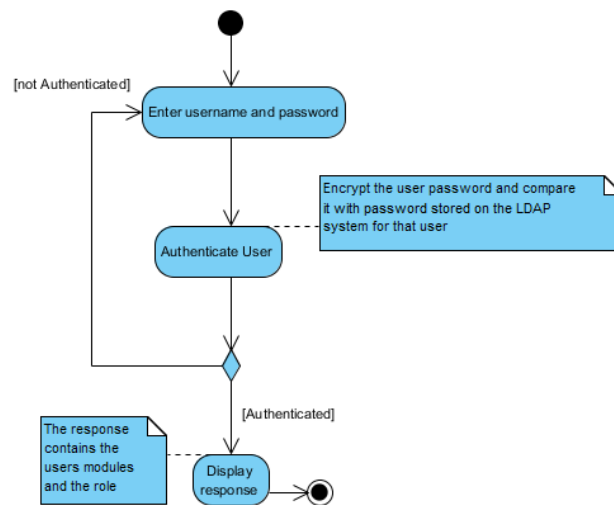 [not Authenticated]
Enter username and password
Encrypt the user password and compare
it with password stored on the LDAP
system for that user
Authenticate User
[Authenticated]
The response
contains the
users modules
and the role
Display
response